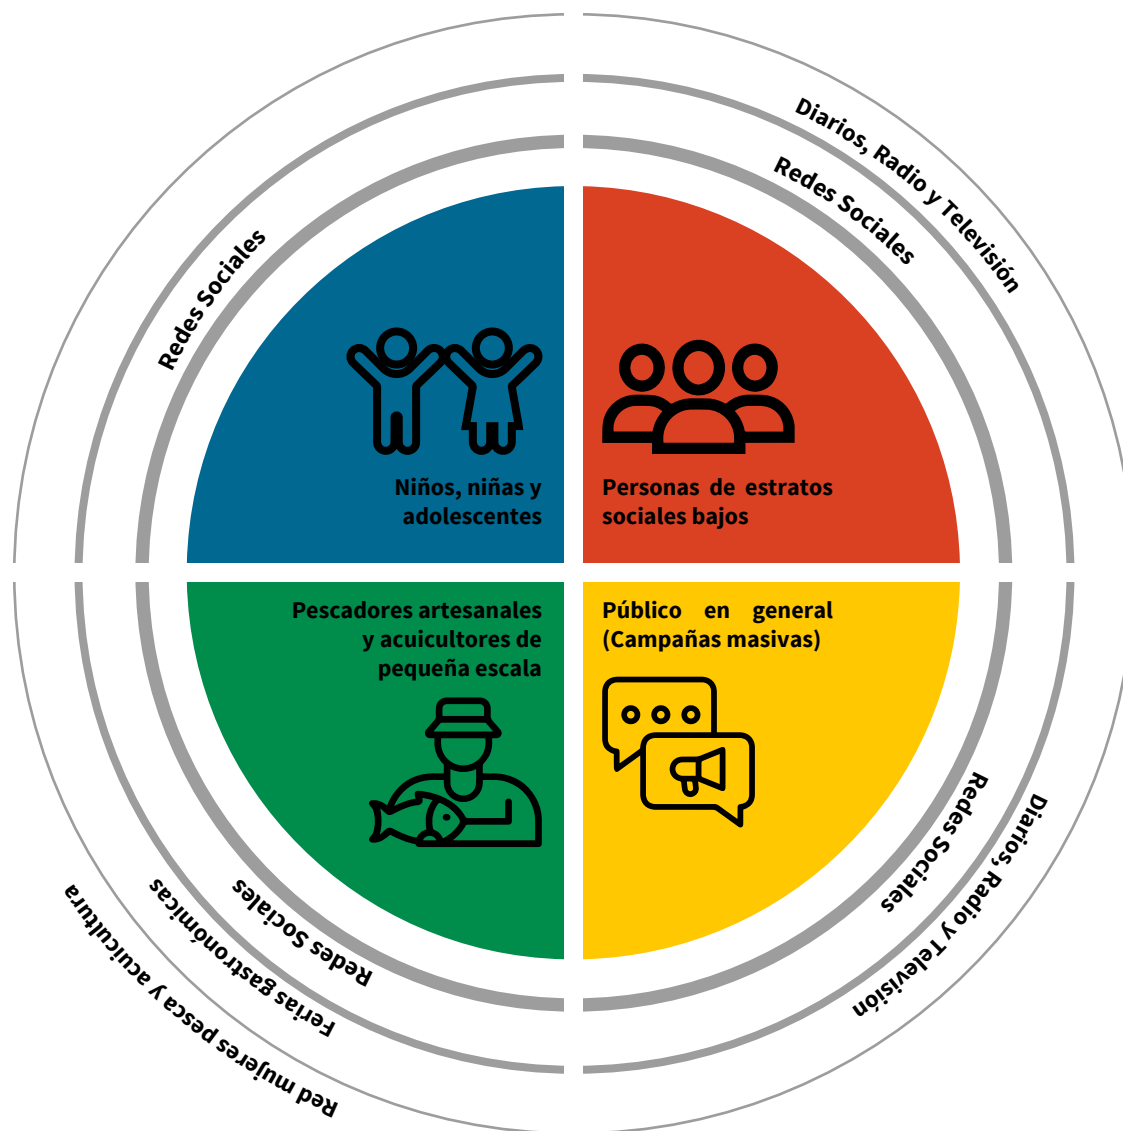 Diarios, Radio y Televisión
Redes Sociales
Redes Sociales
Niños, niñas y
adolescentes
Personas de estratos
sociales bajos
Pescadores artesanales
y acuicultores de
pequeña escala
Público en general
(Campañas masivas)
Redes Sociales
Ferias gastronómicas
Red mujeres pesca y acuicultura
Redes Sociales
Diarios, Radio y Televisión